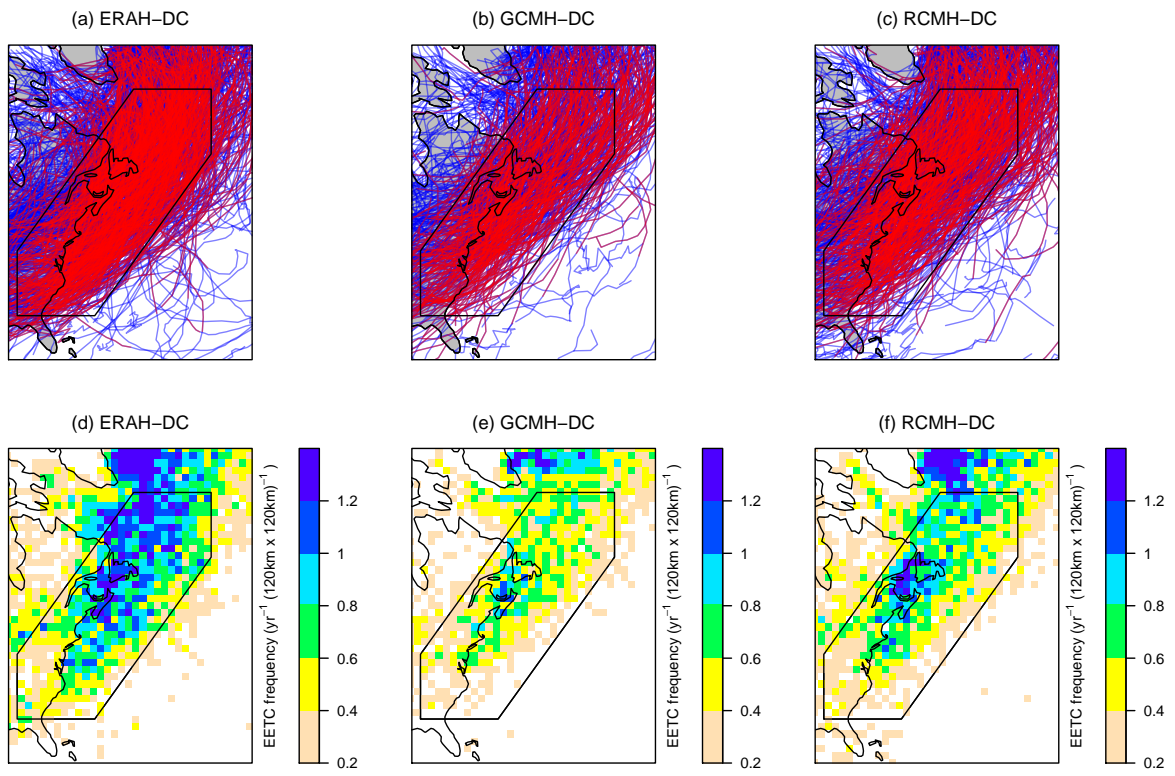 (a) ERAH−DC
(b) GCMH−DC
(c) RCMH−DC
(d) ERAH−DC
(e) GCMH−DC
(f) RCMH−DC
1.2
1
0.8
0.6
0.4
0.2
EETC frequency (yr⁻¹ (120km x 120km)⁻¹ )
1.2
1
0.8
0.6
0.4
0.2
EETC frequency (yr⁻¹ (120km x 120km)⁻¹ )
1.2
1
0.8
0.6
0.4
0.2
EETC frequency (yr⁻¹ (120km x 120km)⁻¹ )